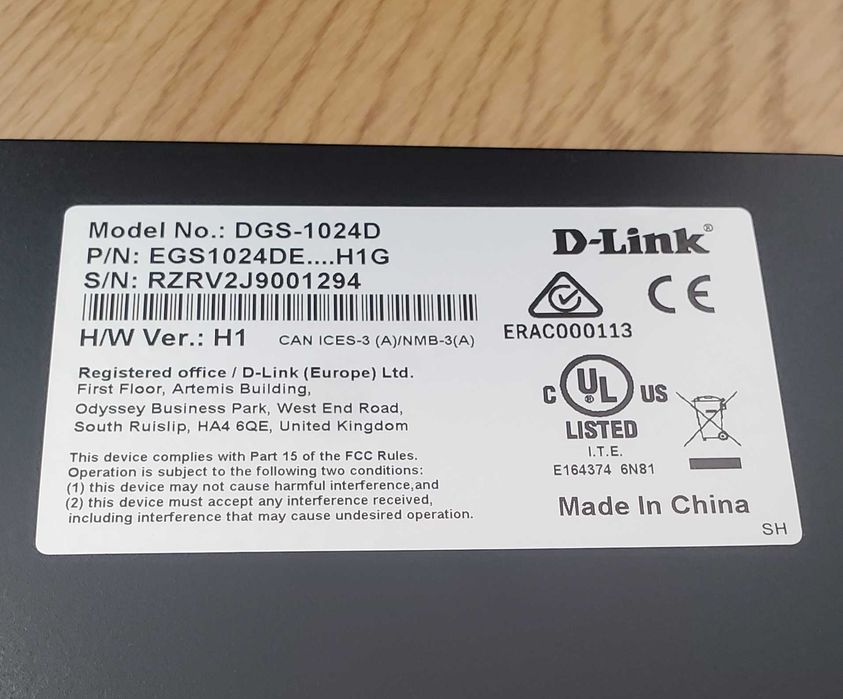 Model No.: DGS-1024D
P/N: EGS1024DE....H1G
S/N: RZRV2J9001294
H/W Ver.: H1 CAN ICES-3 (A)/NMB-3(A)
Registered office / D-Link (Europe) Ltd.
First Floor, Artemis Building,
Odyssey Business Park, West End Road,
South Ruislip, HA4 6QE, United Kingdom
This device complies with Part 15 of the FCC Rules.
Operation is subject to the following two conditions:
(1) this device may not cause harmful interference,and
(2) this device must accept any interference received,
including interference that may cause undesired operation.
D-Link®
CE
ERAC000113
C UL® US
LISTED
I.T.E.
E164374 6N81
Made In China
SH